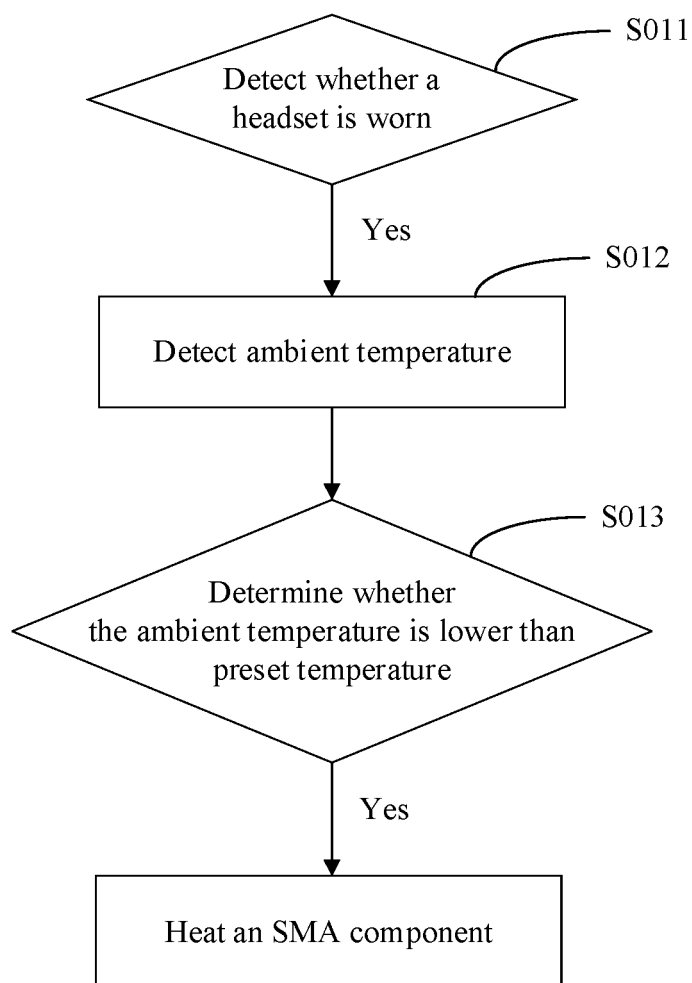 S011
Detect whether a
headset is worn
Yes
S012
Detect ambient temperature
S013
Determine whether
the ambient temperature is lower than
preset temperature
Yes
Heat an SMA component